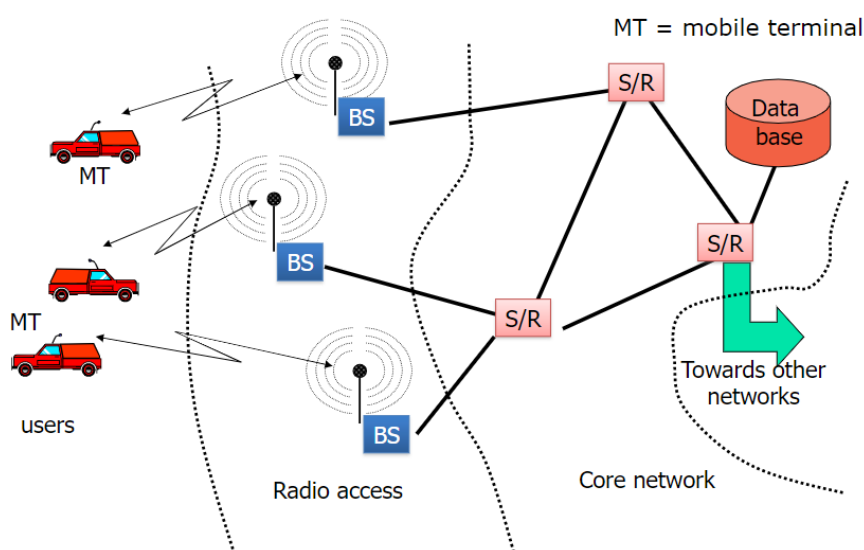 MT = mobile terminal
S/R
BS
Data
base
MT
S/R
BS
S/R
MT
Towards other
networks
users
BS
Radio access
Core network